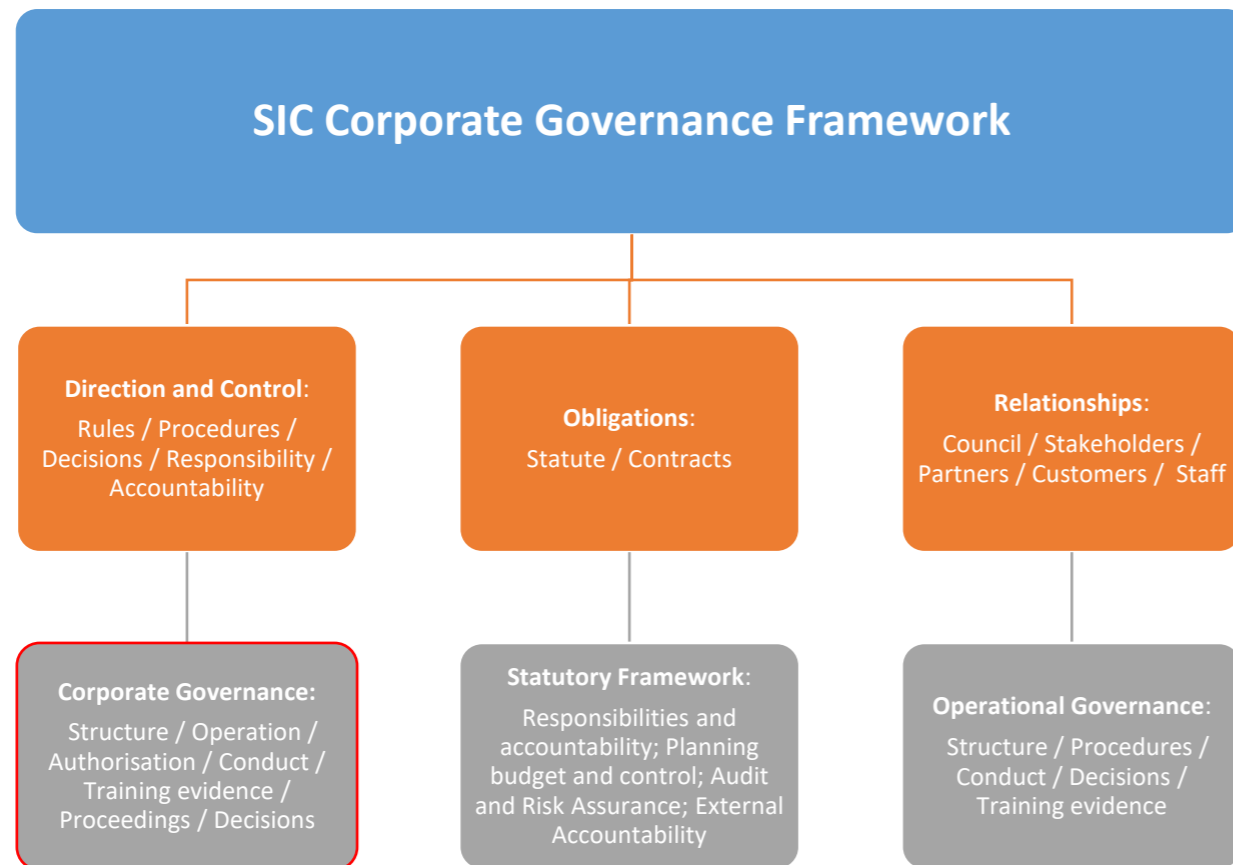 SIC Corporate Governance Framework
Direction and Control:
Rules / Procedures /
Decisions / Responsibility /
Accountability
Obligations:
Statute / Contracts
Relationships:
Council / Stakeholders /
Partners / Customers / Staff
Corporate Governance:
Structure / Operation /
Authorisation / Conduct /
Training evidence /
Proceedings / Decisions
Statutory Framework:
Responsibilities and
accountability; Planning
budget and control; Audit
and Risk Assurance; External
Accountability
Operational Governance:
Structure / Procedures /
Conduct / Decisions /
Training evidence